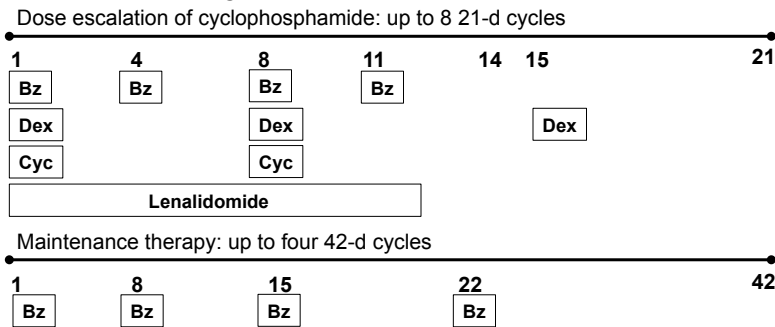 Dose escalation of cyclophosphamide: up to 8 21-d cycles
1 4 8 11 14 15 21
Bz Bz Bz Bz
Dex Dex Dex
Cyc Cyc
Lenalidomide
Maintenance therapy: up to four 42-d cycles
1 8 15 22 42
Bz Bz Bz Bz